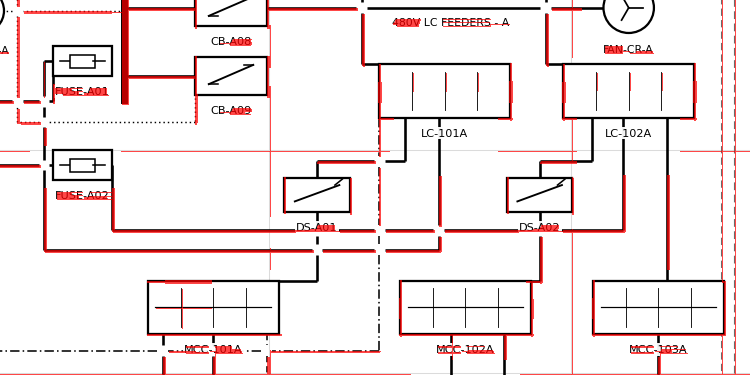 CB-A08
480V LC FEEDERS - A
FAN-CR-A
FUSE-A01
CB-A09
LC-101A
LC-102A
FUSE-A02
DS-A01
DS-A02
MCC-101A
MCC-102A
MCC-103A